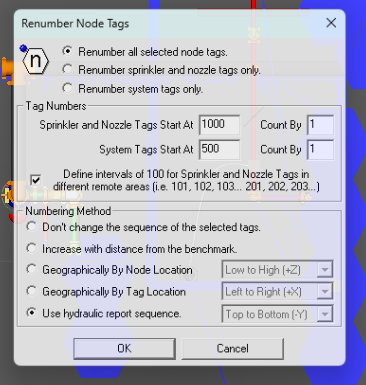 Renumber Node Tags
n
Renumber all selected node tags.
Renumber sprinkler and nozzle tags only.
Renumber system tags only.
Tag Numbers
Sprinkler and Nozzle Tags Start At 1000 Count By 1
System Tags Start At 500 Count By 1
Define intervals of 100 for Sprinkler and Nozzle Tags in
different remote areas (i.e. 101, 102, 103... 201, 202, 203...)
Numbering Method
Don't change the sequence of the selected tags.
Increase with distance from the benchmark.
Geographically By Node Location Low to High (+Z)
Geographically By Tag Location Left to Right (+X)
Use hydraulic report sequence. Top to Bottom (-Y)
OK Cancel